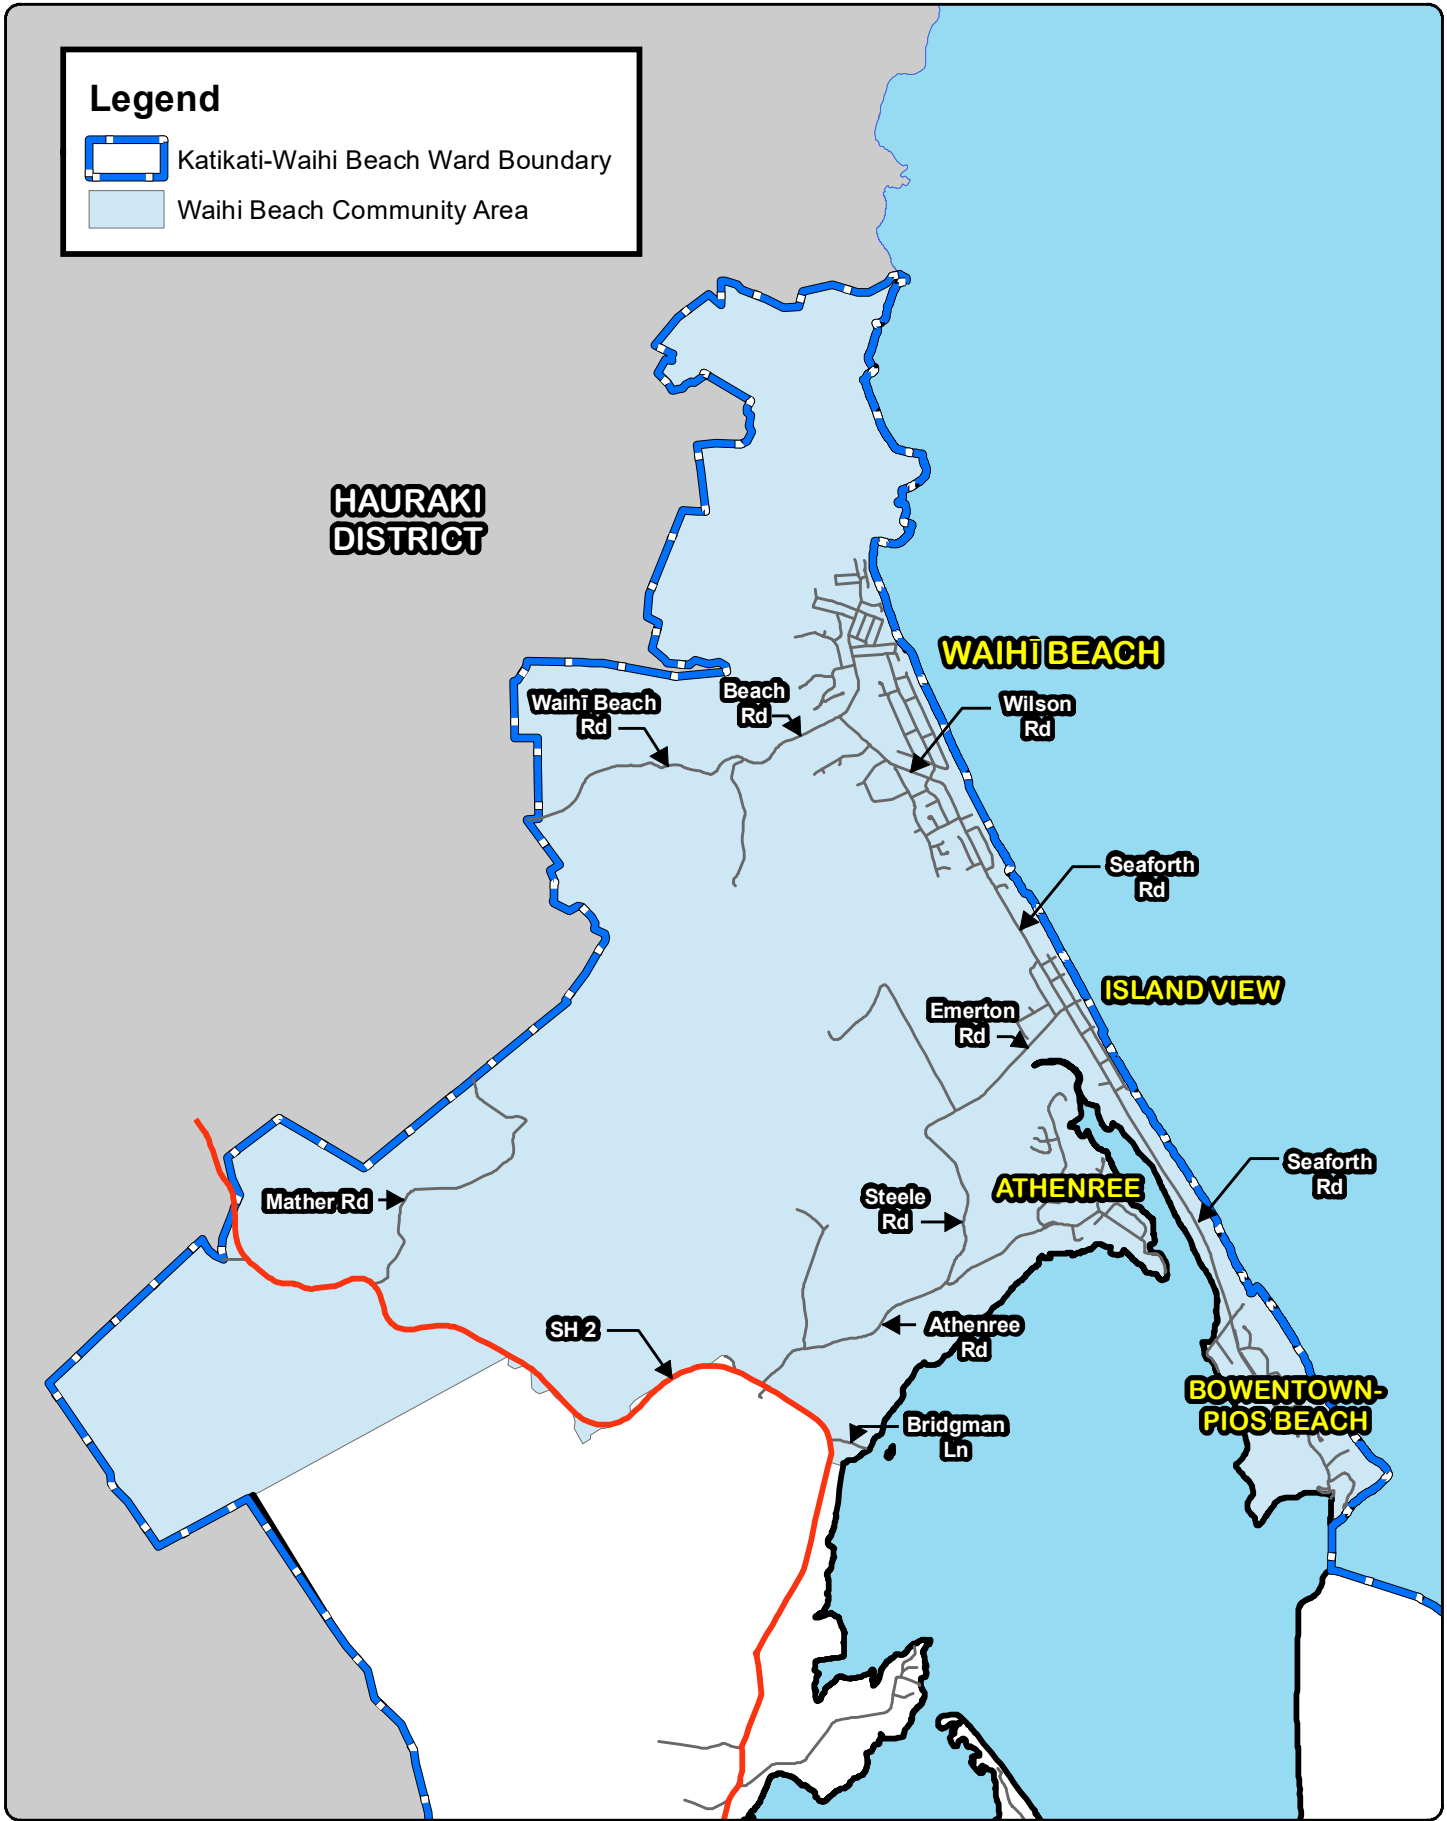 Legend
Katikati-Waihi Beach Ward Boundary
Waihi Beach Community Area
HAURAKI
DISTRICT
WAIHĪ BEACH
Waihī Beach
Rd
Beach
Rd
Wilson
Rd
Seaforth
Rd
ISLAND VIEW
Emerton
Rd
Seaforth
Rd
ATHENREE
Mather Rd
Steele
Rd
SH 2
Athenree
Rd
BOWENTOWN-
PIOS BEACH
Bridgman
Ln